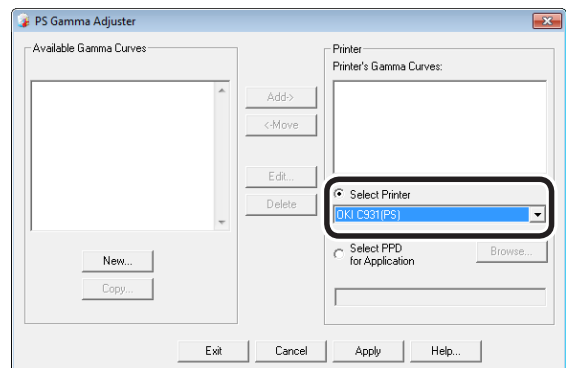 PS Gamma Adjuster
Available Gamma Curves
New...
Copy...
Add->
<-Move
Edit...
Delete
Printer
Printer's Gamma Curves:
Select Printer
OKI C931(PS)
Select PPD
for Application
Browse...
Exit
Cancel
Apply
Help...